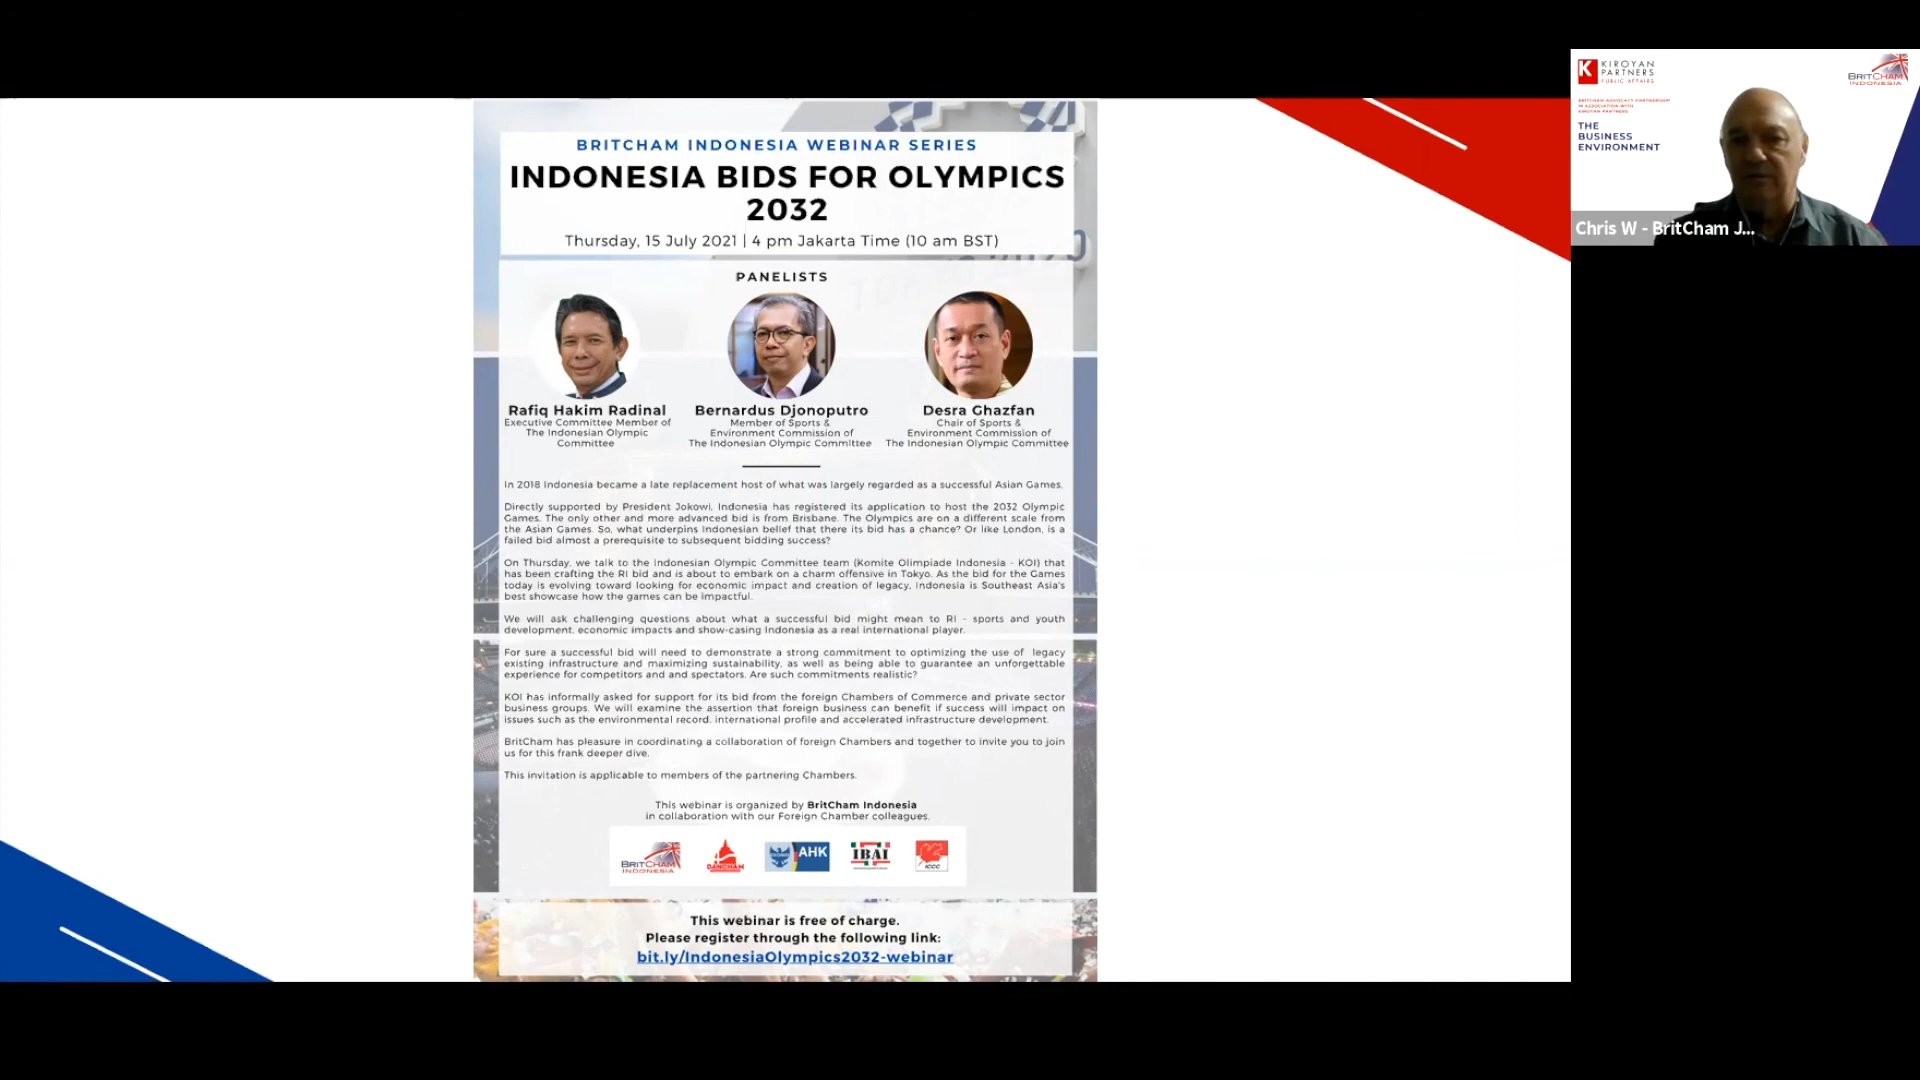 BRITCHAM INDONESIA WEBINAR SERIES
INDONESIA BIDS FOR OLYMPICS
2032
Thursday, 15 July 2021 | 4 pm Jakarta Time (10 am BST)
PANELISTS
Rafiq Hakim Radinal
Executive Committee Member of
The Indonesian Olympic
Committee
Bernardus Djonoputro
Member of Sports &
Environment Commission of
The Indonesian Olympic Committee
Desra Ghazfan
Chair of Sports &
Environment Commission of
The Indonesian Olympic Committee
In 2018 Indonesia became a late replacement host of what was largely regarded as a successful Asian Games.
Directly supported by President Jokowi, Indonesia has registered its application to host the 2032 Olympic
Games. The only other and more advanced bid is from Brisbane. The Olympics are on a different scale from
the Asian Games. So, what underpins Indonesian belief that there its bid has a chance? Or like London, is a
failed bid almost a prerequisite to subsequent bidding success?
On Thursday, we talk to the Indonesian Olympic Committee team (Komite Olimpiade Indonesia - KOI) that
has been crafting the RI bid and is about to embark on a charm offensive in Tokyo. As the bid for the Games
today is evolving toward looking for economic impact and creation of legacy, Indonesia is Southeast Asia's
best showcase how the games can be impactful.
We will ask challenging questions about what a successful bid might mean to RI - sports and youth
development, economic impacts and show-casing Indonesia as a real international player.
For sure a successful bid will need to demonstrate a strong commitment to optimizing the use of legacy
existing infrastructure and maximizing sustainability, as well as being able to guarantee an unforgettable
experience for competitors and and spectators. Are such commitments realistic?
KOI has informally asked for support for its bid from the foreign Chambers of Commerce and private sector
business groups. We will examine the assertion that foreign business can benefit if success will impact on
issues such as the environmental record, international profile and accelerated infrastructure development.
BritCham has pleasure in coordinating a collaboration of foreign Chambers and together to invite you to join
us for this frank deeper dive.
This invitation is applicable to members of the partnering Chambers.
This webinar is organized by BritCham Indonesia
in collaboration with our Foreign Chamber colleagues.
BRITCHAM
INDONESIA
DANCHAM
AHK
IBAI
ICCC
This webinar is free of charge.
Please register through the following link:
bit.ly/IndonesiaOlympics2032-webinar
K KIROYAN
PARTNERS
PUBLIC AFFAIRS
BRITCHAM
INDONESIA
BRITCHAM ADVOCACY PARTNERSHIP
IN ASSOCIATION WITH
KIROYAN PARTNERS
THE
BUSINESS
ENVIRONMENT
Chris W - BritCham J...